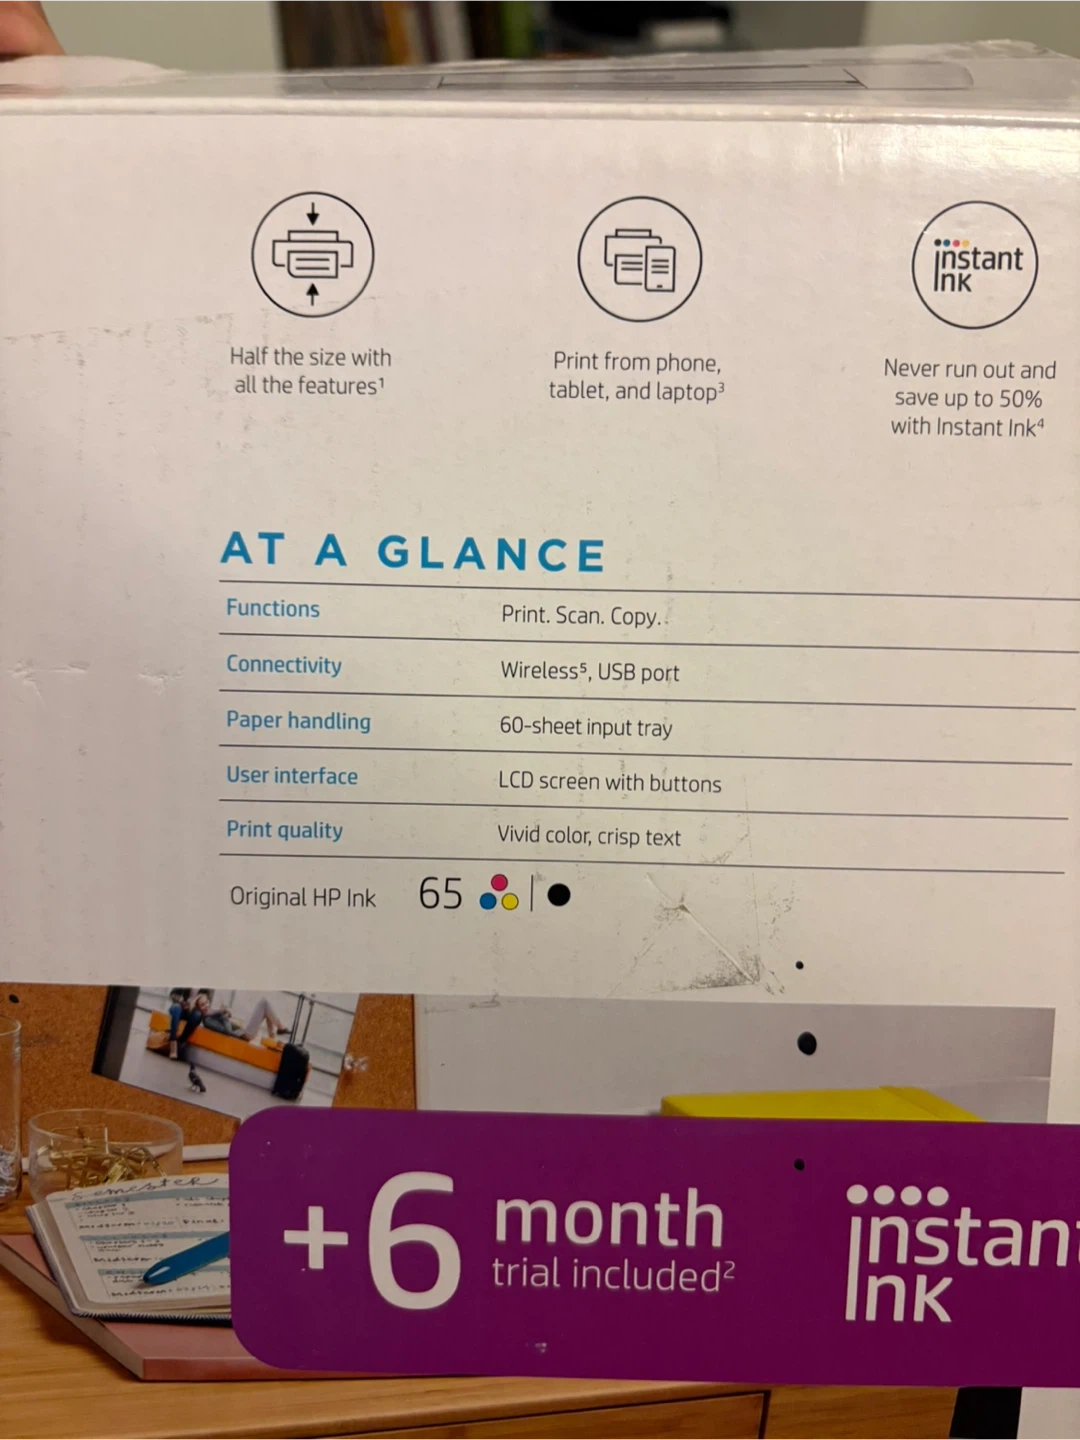 instant
ink
Half the size with
all the features¹
Print from phone,
tablet, and laptop³
Never run out and
save up to 50%
with Instant Ink⁴
AT A GLANCE
Functions Print. Scan. Copy.
Connectivity Wireless⁵, USB port
Paper handling 60-sheet input tray
User interface LCD screen with buttons
Print quality Vivid color, crisp text
Original HP Ink 65
semester
+6 month
trial included²
instant
ink